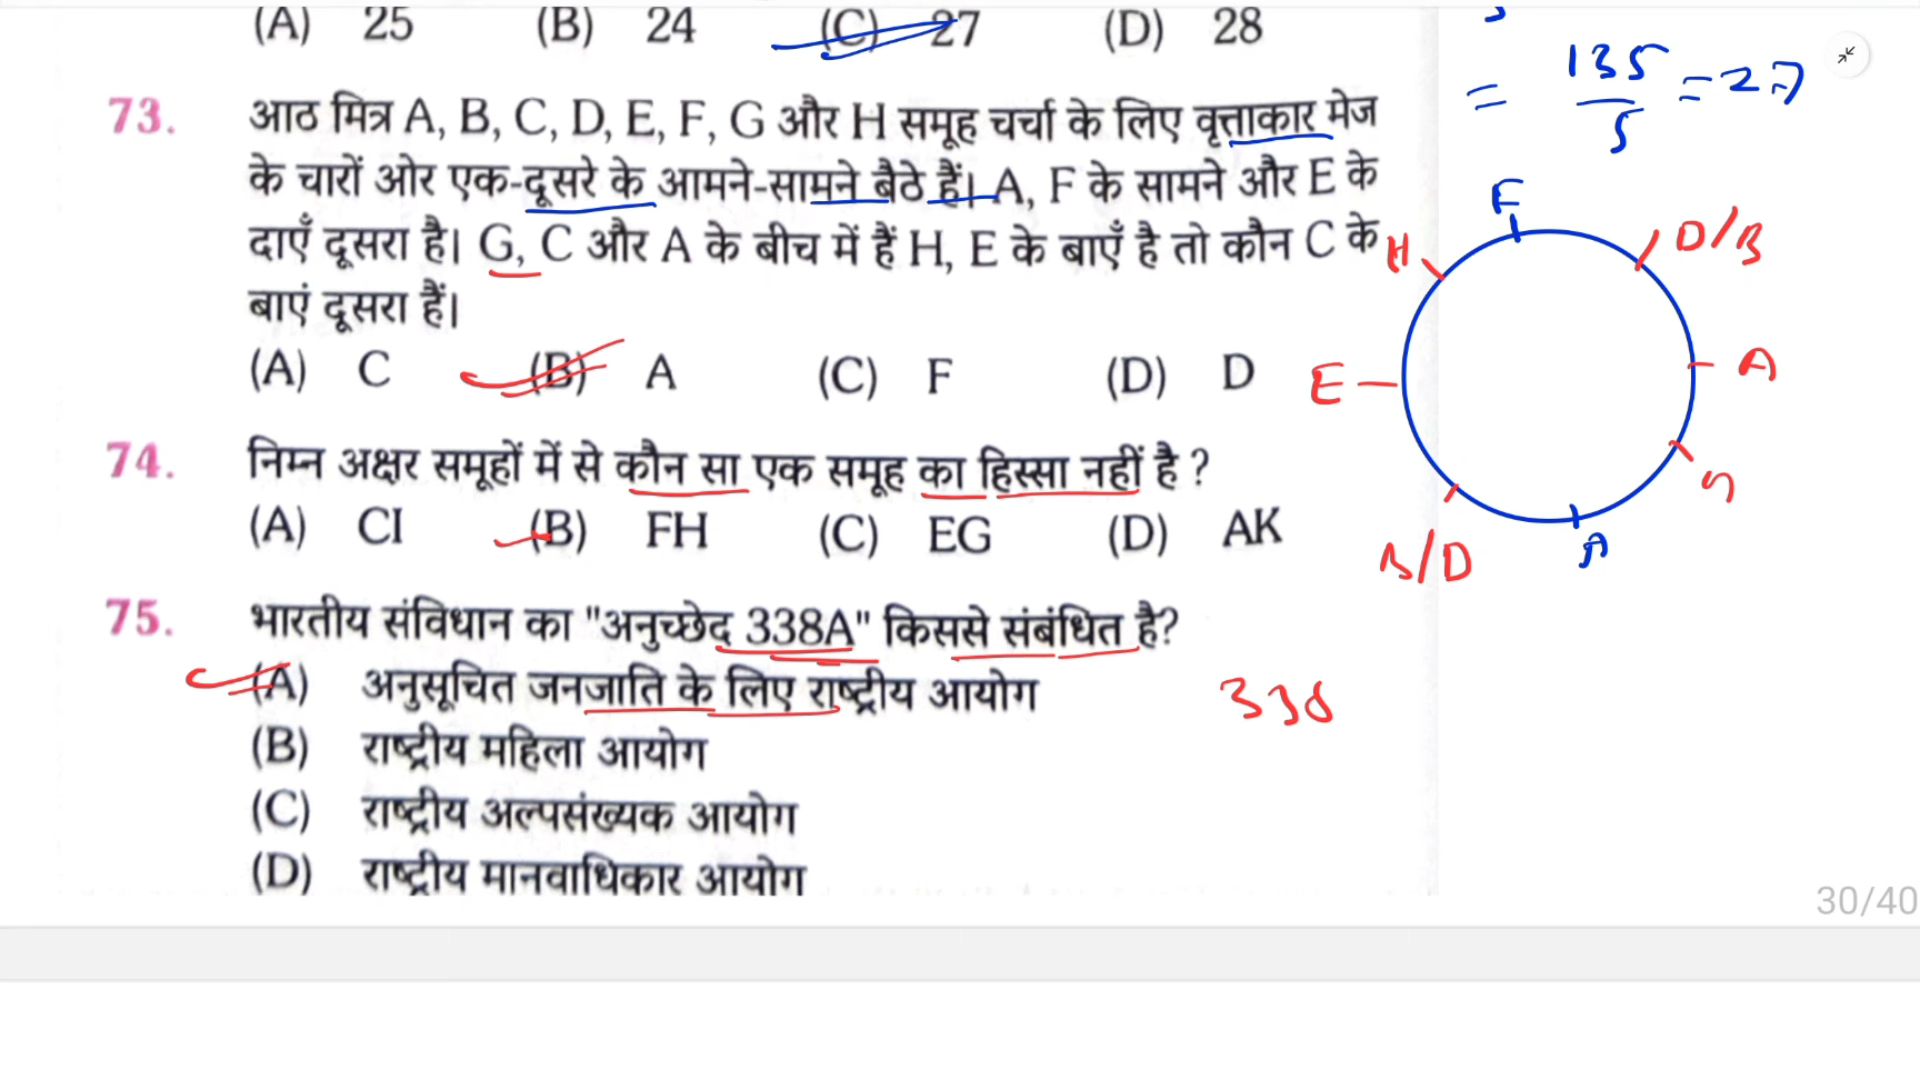 (A) 25 (B) 24 (C) 27 (D) 28
= 135/5 = 27
73. आठ मित्र A, B, C, D, E, F, G और H समूह चर्चा के लिए वृत्ताकार मेज
के चारों ओर एक-दूसरे के आमने-सामने बैठे हैं। A, F के सामने और E के
दाएँ दूसरा है। G, C और A के बीच में हैं H, E के बाएँ है तो कौन C के
बाएं दूसरा हैं।
(A) C (B) A (C) F (D) D
F
H D/B
E A
B/D A
74. निम्न अक्षर समूहों में से कौन सा एक समूह का हिस्सा नहीं है ?
(A) CI (B) FH (C) EG (D) AK
75. भारतीय संविधान का "अनुच्छेद 338A" किससे संबंधित है?
(A) अनुसूचित जनजाति के लिए राष्ट्रीय आयोग 338
(B) राष्ट्रीय महिला आयोग
(C) राष्ट्रीय अल्पसंख्यक आयोग
(D) राष्ट्रीय मानवाधिकार आयोग
30/40